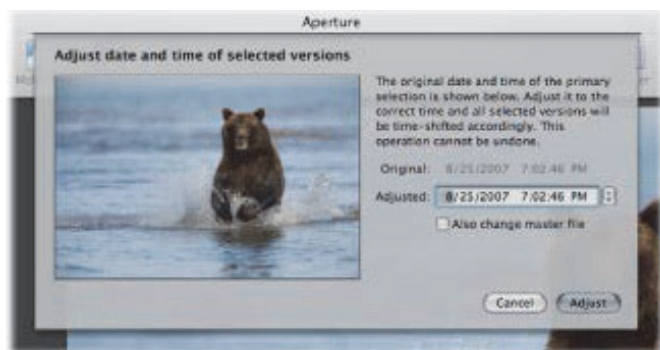 Aperture
Adjust date and time of selected versions
The original date and time of the primary
selection is shown below. Adjust it to the
correct time and all selected versions will
be time-shifted accordingly. This
operation cannot be undone.
Original: 8/25/2007 7:02:46 PM
Adjusted: 8/25/2007 7:02:46 PM
Also change master file
Cancel
Adjust